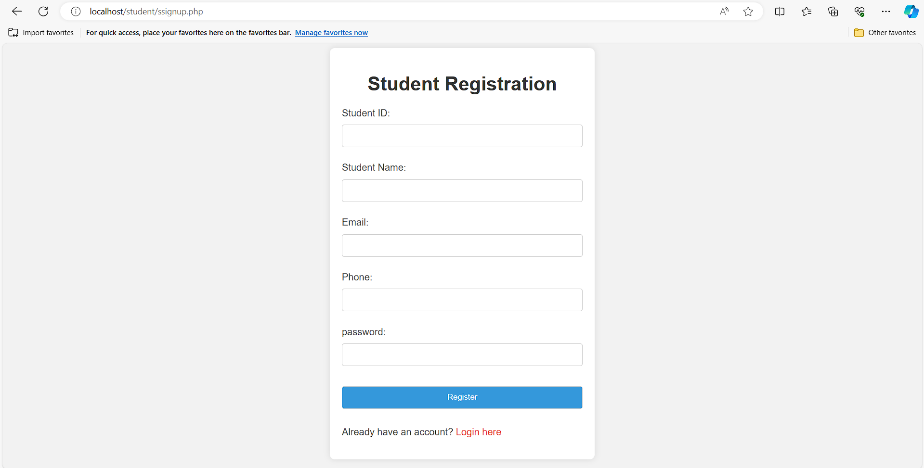 localhost/student/ssignup.php
Import favorites For quick access, place your favorites here on the favorites bar. Manage favorites now Other favorites
Student Registration
Student ID:
Student Name:
Email:
Phone:
password:
Register
Already have an account? Login here